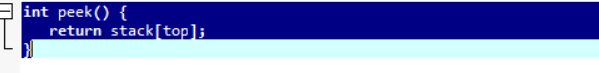 int peek() {
   return stack[top];
}